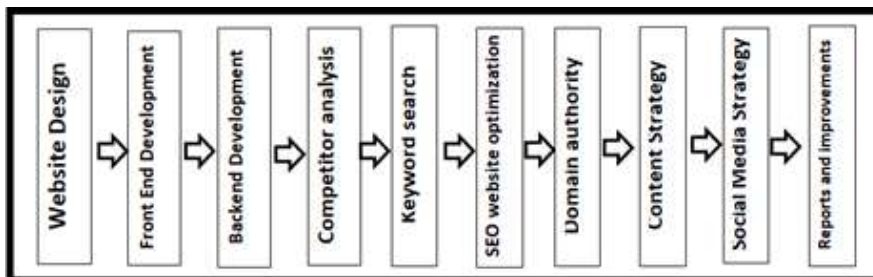 Website Design
Front End Development
Backend Development
Competitor analysis
Keyword search
SEO website optimization
Domain authority
Content Strategy
Social Media Strategy
Reports and improvements